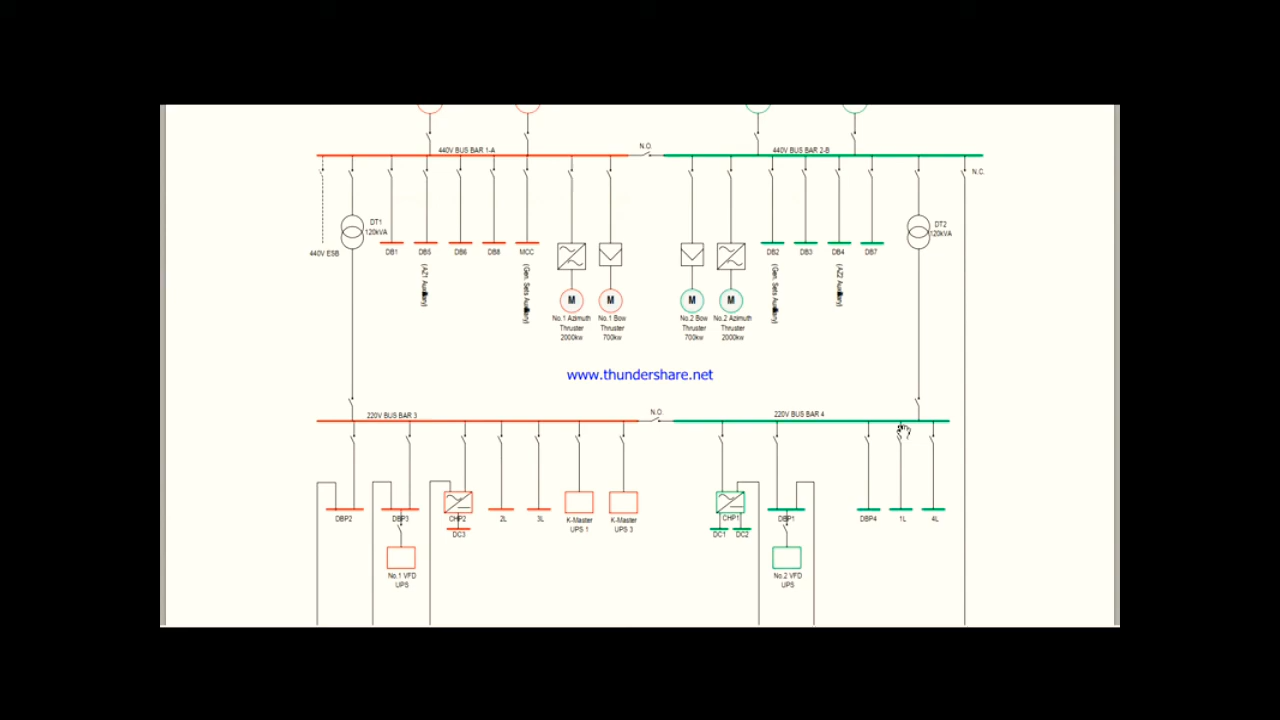 N.O.
440V BUS BAR 1-A
440V BUS BAR 2-B
N.C.
DT1
120kVA
DT2
120kVA
440V ESB
DB1
DB5
DB6
DB8
MCC
DB2
DB3
DB4
DB7
(AZ1 Auxiliary)
(Gen. Sets Auxiliary)
(Gen. Sets Auxiliary)
(AZ2 Auxiliary)
M
M
M
M
No.1 Azimuth
Thruster
2000kw
No.1 Bow
Thruster
700kw
No.2 Bow
Thruster
700kw
No.2 Azimuth
Thruster
2000kw
www.thundershare.net
220V BUS BAR 3
N.O.
220V BUS BAR 4
DBP2
DBP3
CHP2
2L
3L
K-Master
UPS 1
K-Master
UPS 3
CHP1
DBP1
DBP4
1L
4L
DC3
DC1
DC2
No.1 VFD
UPS
No.2 VFD
UPS